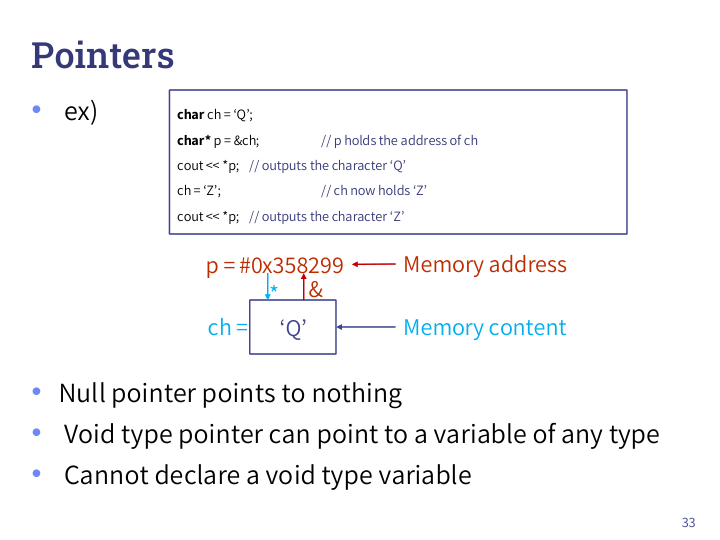 Pointers
• ex)
char ch = ‘Q’;
char* p = &ch; // p holds the address of ch
cout << *p; // outputs the character ‘Q’
ch = ‘Z’; // ch now holds ‘Z’
cout << *p; // outputs the character ‘Z’
p = #0x358299 Memory address
* &
ch = ‘Q’ Memory content
• Null pointer points to nothing
• Void type pointer can point to a variable of any type
• Cannot declare a void type variable
33